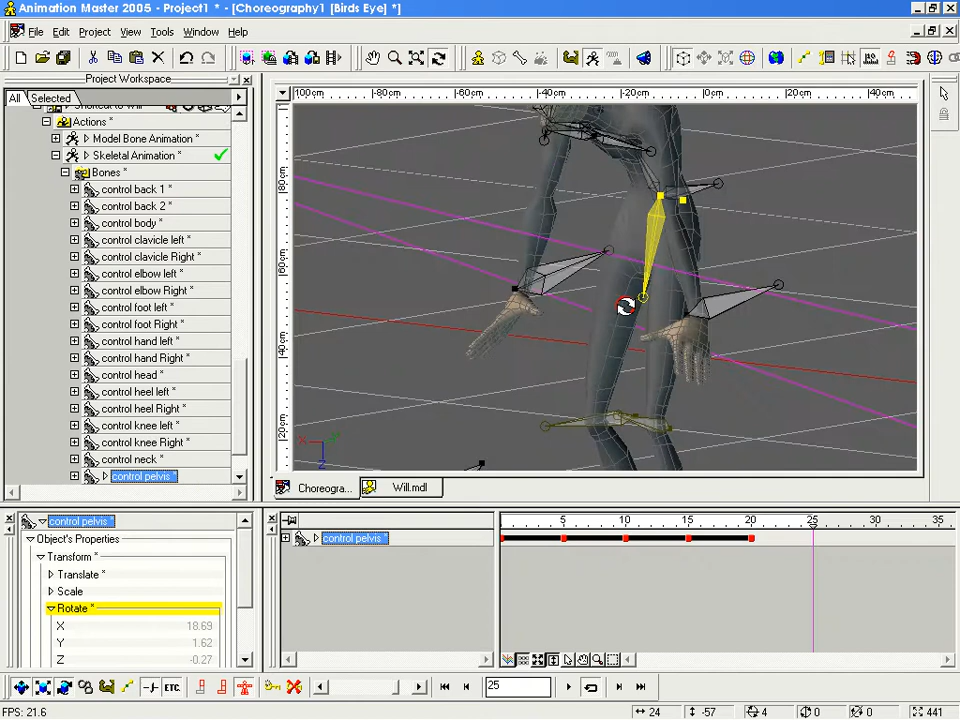 Animation Master 2005 - Project1 * - [Choreography1 [Birds Eye] *]
File Edit Project View Tools Window Help
Project Workspace
All Selected
Actions *
Model Bone Animation *
Skeletal Animation *
Bones *
control back 1 *
control back 2 *
control body *
control clavicle left *
control clavicle Right *
control elbow left *
control elbow Right *
control foot left *
control foot Right *
control hand left *
control hand Right *
control head *
control heel left *
control heel Right *
control knee left *
control knee Right *
control neck *
control pelvis *
100cm -80cm -60cm -40cm -20cm 0cm 20cm 40cm
80cm
60cm
40cm
20cm
X Z
Choreogra... Will.mdl
control pelvis *
Object's Properties
Transform *
Translate *
Scale
Rotate *
X 18.69
Y 1.62
Z -0.27
5 10 15 20 25 30 35
control pelvis *
ETC.
25
FPS: 21.6
24 -57 4 0 0 441